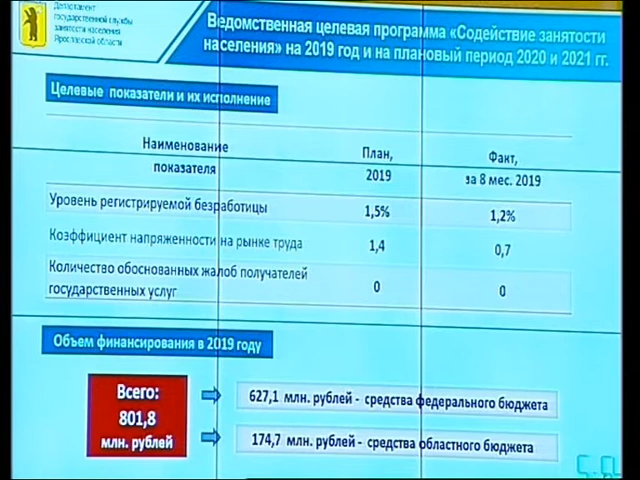 Департамент
государственной службы
занятости населения
Ярославской области
Ведомственная целевая программа «Содействие занятости
населения» на 2019 год и на плановый период 2020 и 2021 гг.
Целевые показатели и их исполнение
Наименование
показателя
План,
2019
Факт,
за 8 мес. 2019
Уровень регистрируемой безработицы
1,5%
1,2%
Коэффициент напряженности на рынке труда
1,4
0,7
Количество обоснованных жалоб получателей
государственных услуг
0
0
Объем финансирования в 2019 году
Всего:
801,8
млн. рублей
627,1 млн. рублей - средства федерального бюджета
174,7 млн. рублей - средства областного бюджета